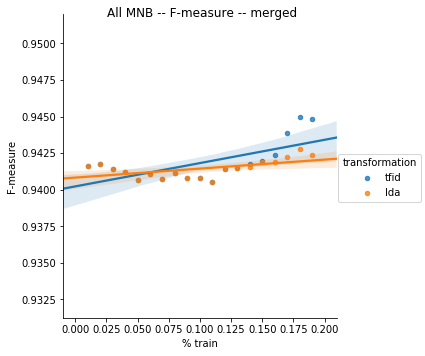 All MNB -- F-measure -- merged
0.9500
0.9475
0.9450
0.9425
0.9400
0.9375
0.9350
0.9325
F-measure
0.000 0.025 0.050 0.075 0.100 0.125 0.150 0.175 0.200
% train
transformation
tfid
lda